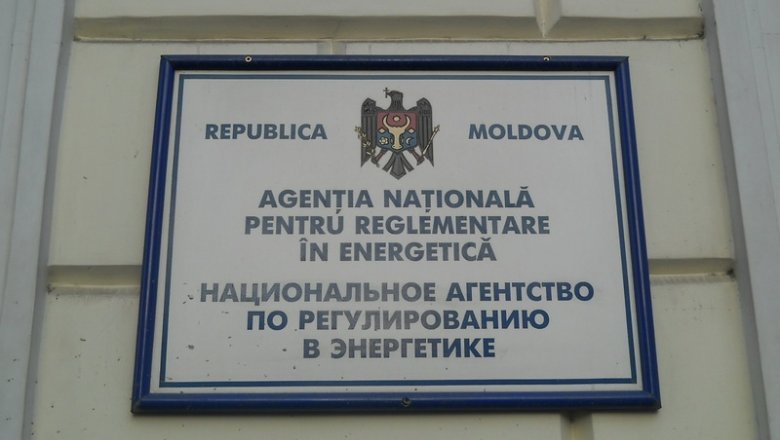 REPUBLICA MOLDOVA
AGENȚIA NAȚIONALĂ
PENTRU REGLEMENTARE
ÎN ENERGETICĂ
НАЦИОНАЛЬНОЕ АГЕНТСТВО
ПО РЕГУЛИРОВАНИЮ
В ЭНЕРГЕТИКЕ